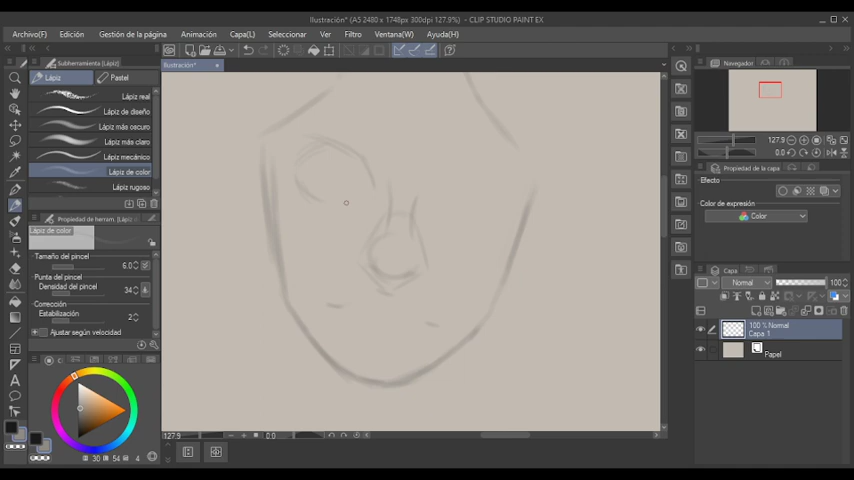 Ilustración* (A5 2480 x 1748px 300dpi 127.9%) - CLIP STUDIO PAINT EX
Archivo(F) Edición Gestión de la página Animación Capa(L) Seleccionar Ver Filtro Ventana(W) Ayuda(H)
Subherramienta (Lápiz)
Ilustración*
Navegador
Lápiz Pastel
Lápiz real
Lápiz de diseño
Lápiz más oscuro
Lápiz más claro
Lápiz mecánico
Lápiz de color
Lápiz rugoso
127.9
0.0
Propiedad de la capa
Efecto
Color de expresión
Color
Propiedad de herram. (Lápiz d
Lápiz de color
Tamaño del pincel
6.0
Punta del pincel
Densidad del pincel
34
Corrección
Estabilización
2
Ajustar según velocidad
Capa
Normal 100
100 % Normal
Capa 1
Papel
127.9 0.0
30 54 4